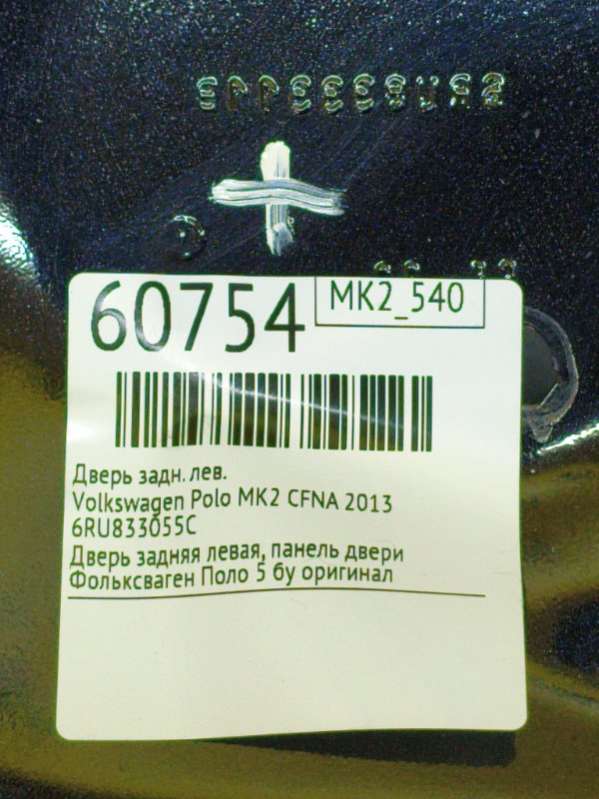 60754
MK2_540
Дверь задн. лев.
Volkswagen Polo MK2 CFNA 2013
6RU833055C
Дверь задняя левая, панель двери
Фольксваген Поло 5 бу оригинал